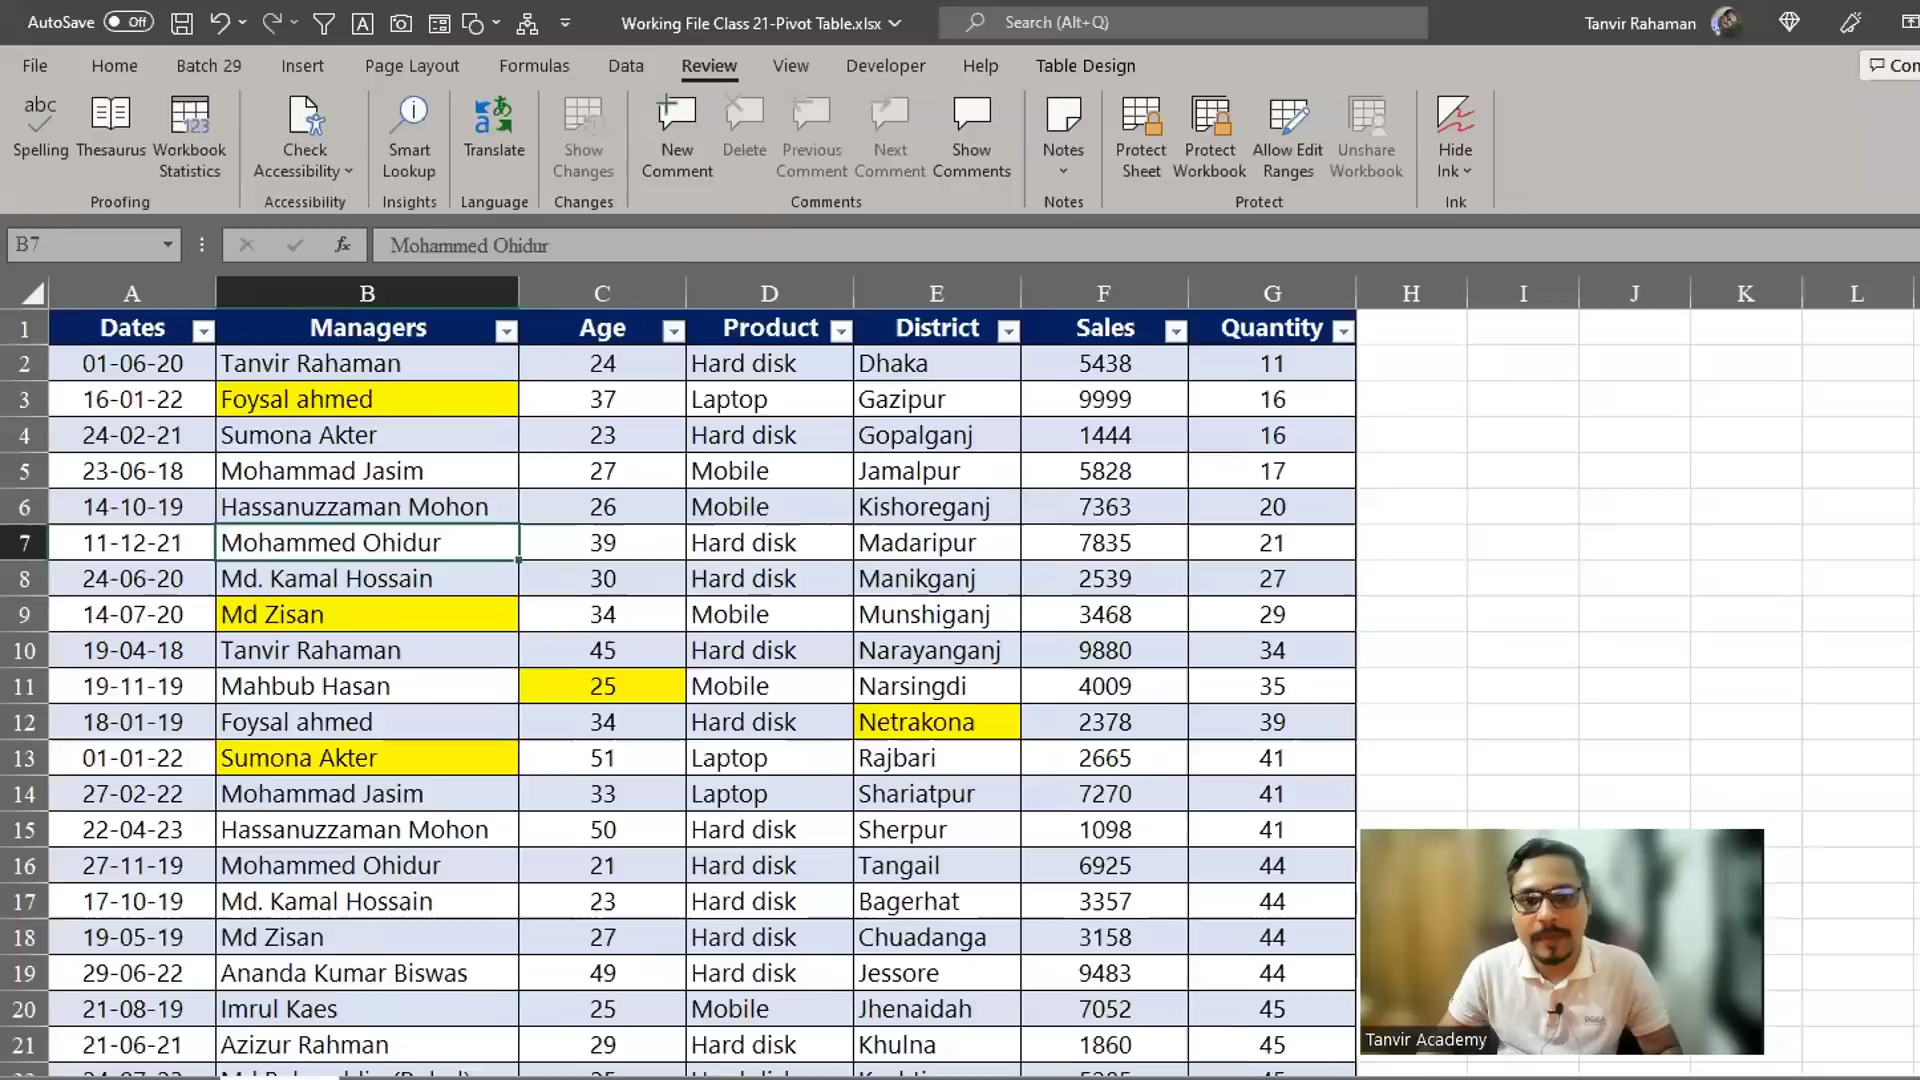 AutoSave Off Working File Class 21-Pivot Table.xlsx Search (Alt+Q) Tanvir Rahaman
File Home Batch 29 Insert Page Layout Formulas Data Review View Developer Help Table Design Com
abc
Spelling Thesaurus Workbook Statistics Check Accessibility Smart Lookup Translate Show Changes New Comment Delete Previous Comment Next Comment Show Comments Notes Protect Sheet Protect Workbook Allow Edit Ranges Unshare Workbook Hide Ink
Proofing Accessibility Insights Language Changes Comments Notes Protect Ink
B7 fx Mohammed Ohidur
A B C D E F G H I J K L
1 Dates Managers Age Product District Sales Quantity
2 01-06-20 Tanvir Rahaman 24 Hard disk Dhaka 5438 11
3 16-01-22 Foysal ahmed 37 Laptop Gazipur 9999 16
4 24-02-21 Sumona Akter 23 Hard disk Gopalganj 1444 16
5 23-06-18 Mohammad Jasim 27 Mobile Jamalpur 5828 17
6 14-10-19 Hassanuzzaman Mohon 26 Mobile Kishoreganj 7363 20
7 11-12-21 Mohammed Ohidur 39 Hard disk Madaripur 7835 21
8 24-06-20 Md. Kamal Hossain 30 Hard disk Manikganj 2539 27
9 14-07-20 Md Zisan 34 Mobile Munshiganj 3468 29
10 19-04-18 Tanvir Rahaman 45 Hard disk Narayanganj 9880 34
11 19-11-19 Mahbub Hasan 25 Mobile Narsingdi 4009 35
12 18-01-19 Foysal ahmed 34 Hard disk Netrakona 2378 39
13 01-01-22 Sumona Akter 51 Laptop Rajbari 2665 41
14 27-02-22 Mohammad Jasim 33 Laptop Shariatpur 7270 41
15 22-04-23 Hassanuzzaman Mohon 50 Hard disk Sherpur 1098 41
16 27-11-19 Mohammed Ohidur 21 Hard disk Tangail 6925 44
17 17-10-19 Md. Kamal Hossain 23 Hard disk Bagerhat 3357 44
18 19-05-19 Md Zisan 27 Hard disk Chuadanga 3158 44
19 29-06-22 Ananda Kumar Biswas 49 Hard disk Jessore 9483 44
20 21-08-19 Imrul Kaes 25 Mobile Jhenaidah 7052 45
21 21-06-21 Azizur Rahman 29 Hard disk Khulna 1860 45
Tanvir Academy